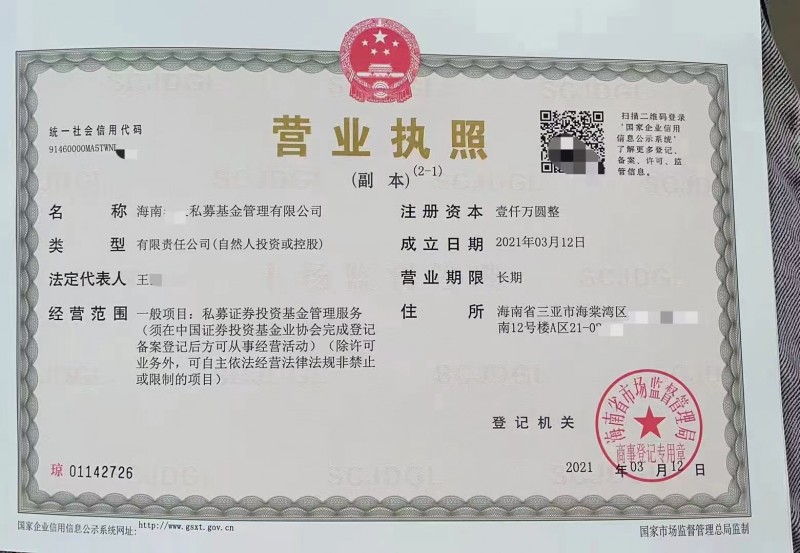 统一社会信用代码
91460000MA5TWNL
营业执照
(副 本)(2-1)
扫描二维码登录
'国家企业信用
信息公示系统'
了解更多登记、
备案、许可、监
管信息。
名 称 海南 私募基金管理有限公司
类 型 有限责任公司(自然人投资或控股)
法定代表人 王
经营范围 一般项目：私募证券投资基金管理服务
（须在中国证券投资基金业协会完成登记
备案登记后方可从事经营活动）（除许可
业务外，可自主依法经营法律法规非禁止
或限制的项目）
注册资本 壹仟万圆整
成立日期 2021年03月12日
营业期限 长期
住 所 海南省三亚市海棠湾区
南12号楼A区21-0
登记机关
海南省市场监督管理局
商事登记专用章
2021 年 03 月 12 日
琼 01142726
国家企业信用信息公示系统网址: http://www.gsxt.gov.cn
国家市场监督管理总局监制
SCJDGL